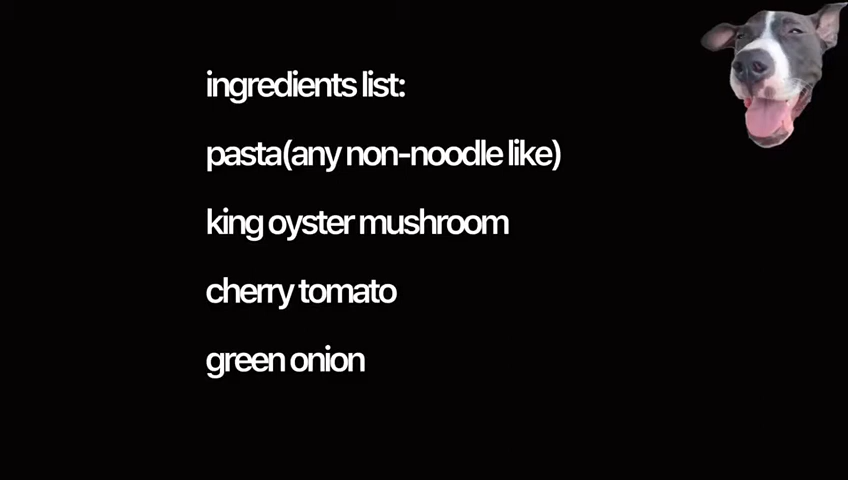 ingredients list:
pasta(any non-noodle like)
king oyster mushroom
cherry tomato
green onion